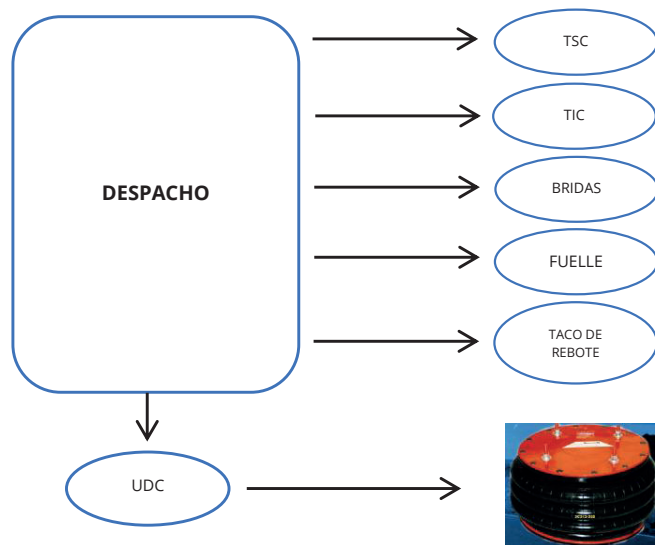 TSC
TIC
DESPACHO
BRIDAS
FUELLE
TACO DE
REBOTE
UDC